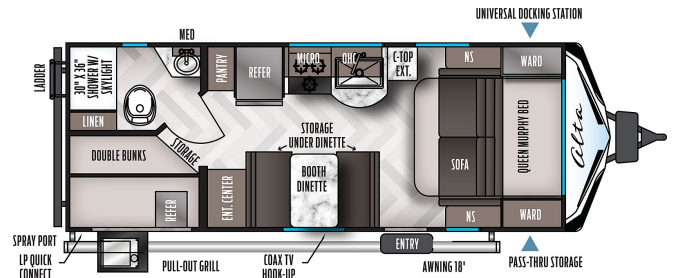 UNIVERSAL DOCKING STATION
MED
LADDER
30" X 36"
SHOWER W/
SKYLIGHT
PANTRY
REFER
MICRO
OHC
C-TOP
EXT.
NS
WARD
LINEN
STORAGE
UNDER DINETTE
DOUBLE BUNKS
STORAGE
BOOTH
DINETTE
SOFA
QUEEN MURPHY BED
Alta
REFER
ENT. CENTER
NS
WARD
SPRAY PORT
LP QUICK
CONNECT
PULL-OUT GRILL
COAX TV
HOOK-UP
ENTRY
AWNING 18'
PASS-THRU STORAGE